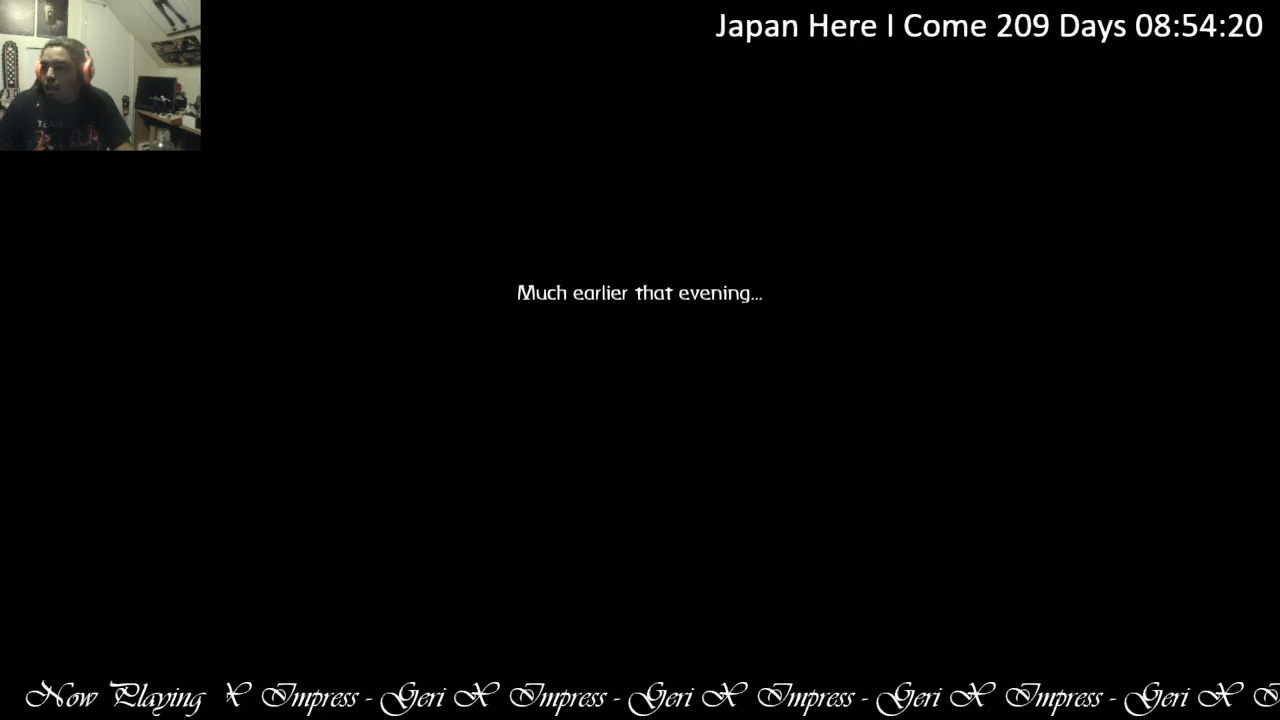 Japan Here I Come 209 Days 08:54:20
Much earlier that evening...
Now Playing X Impress - Geri X Impress - Geri X Impress - Geri X Impress - Geri X I